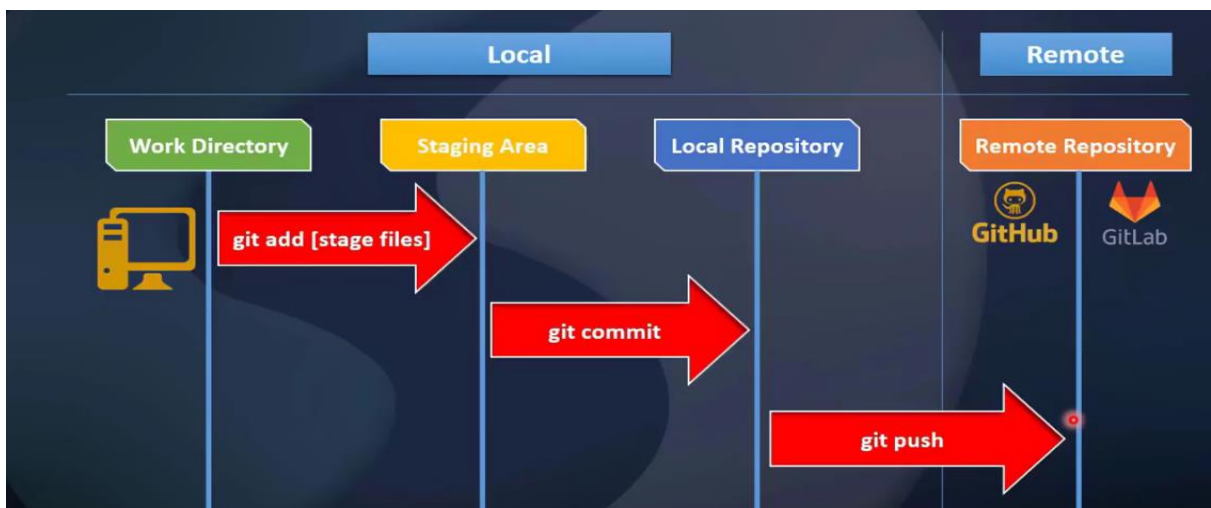 Local
Remote
Work Directory
Staging Area
Local Repository
Remote Repository
GitHub
GitLab
git add [stage files]
git commit
git push